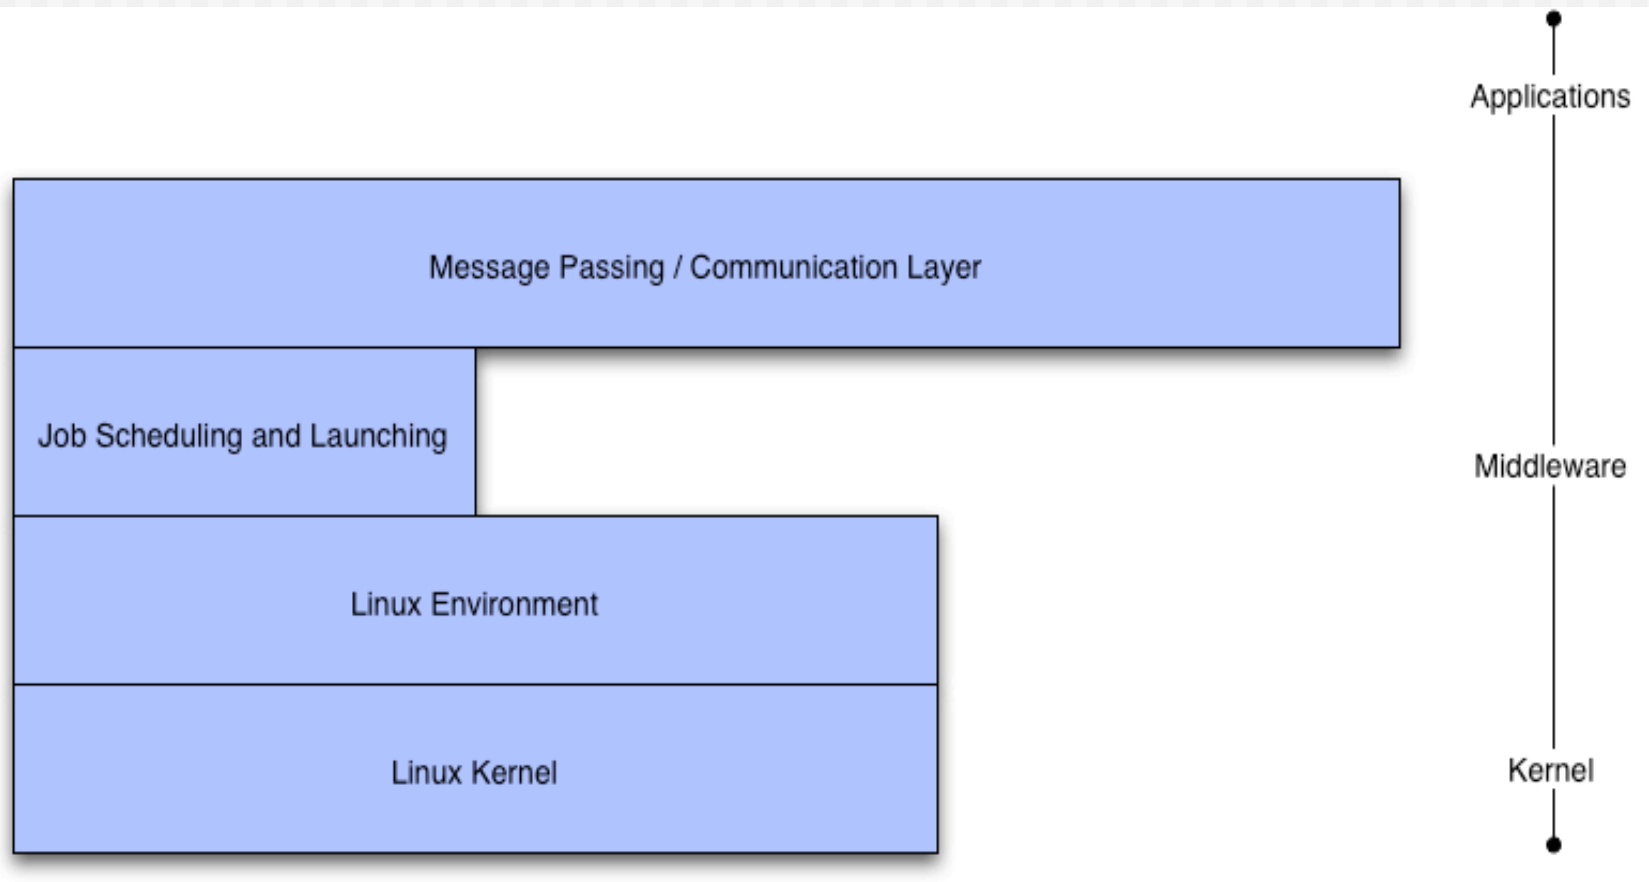 Applications
Message Passing / Communication Layer
Job Scheduling and Launching
Middleware
Linux Environment
Linux Kernel
Kernel